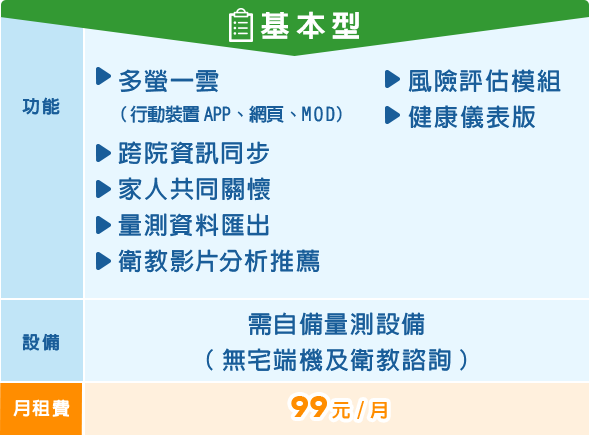 基本型
功能
多螢一雲
（行動裝置 APP、網頁、MOD）
跨院資訊同步
家人共同關懷
量測資料匯出
衛教影片分析推薦
風險評估模組
健康儀表版
設備
需自備量測設備
（無宅端機及衛教諮詢）
月租費
99元 / 月